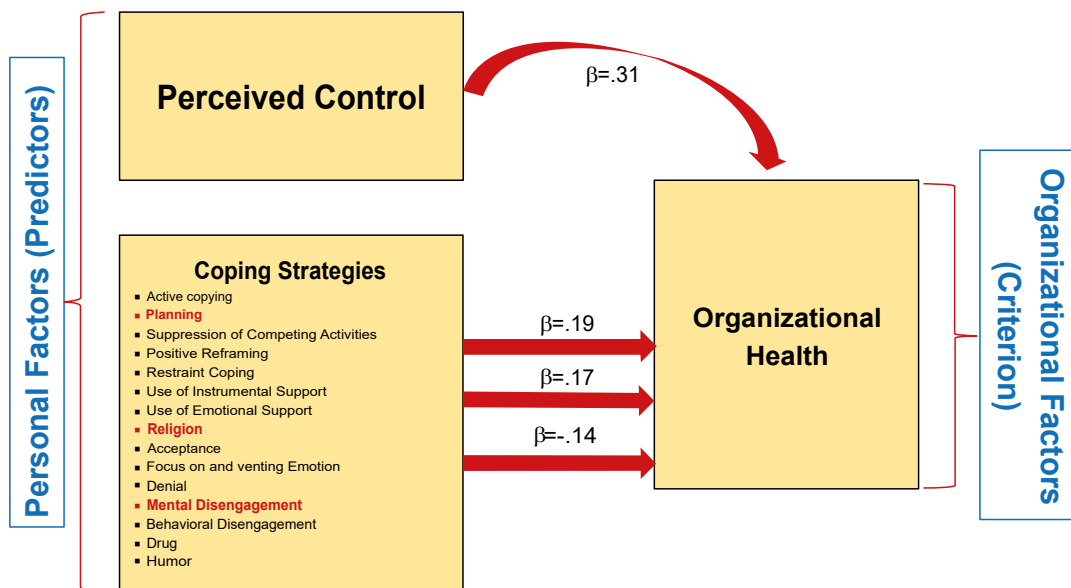 Personal Factors (Predictors)
Perceived Control
β=.31
Coping Strategies
▪ Active copying
▪ Planning
▪ Suppression of Competing Activities
▪ Positive Reframing
▪ Restraint Coping
▪ Use of Instrumental Support
▪ Use of Emotional Support
▪ Religion
▪ Acceptance
▪ Focus on and venting Emotion
▪ Denial
▪ Mental Disengagement
▪ Behavioral Disengagement
▪ Drug
▪ Humor
β=.19
β=.17
β=-.14
Organizational
Health
Organizational Factors
(Criterion)